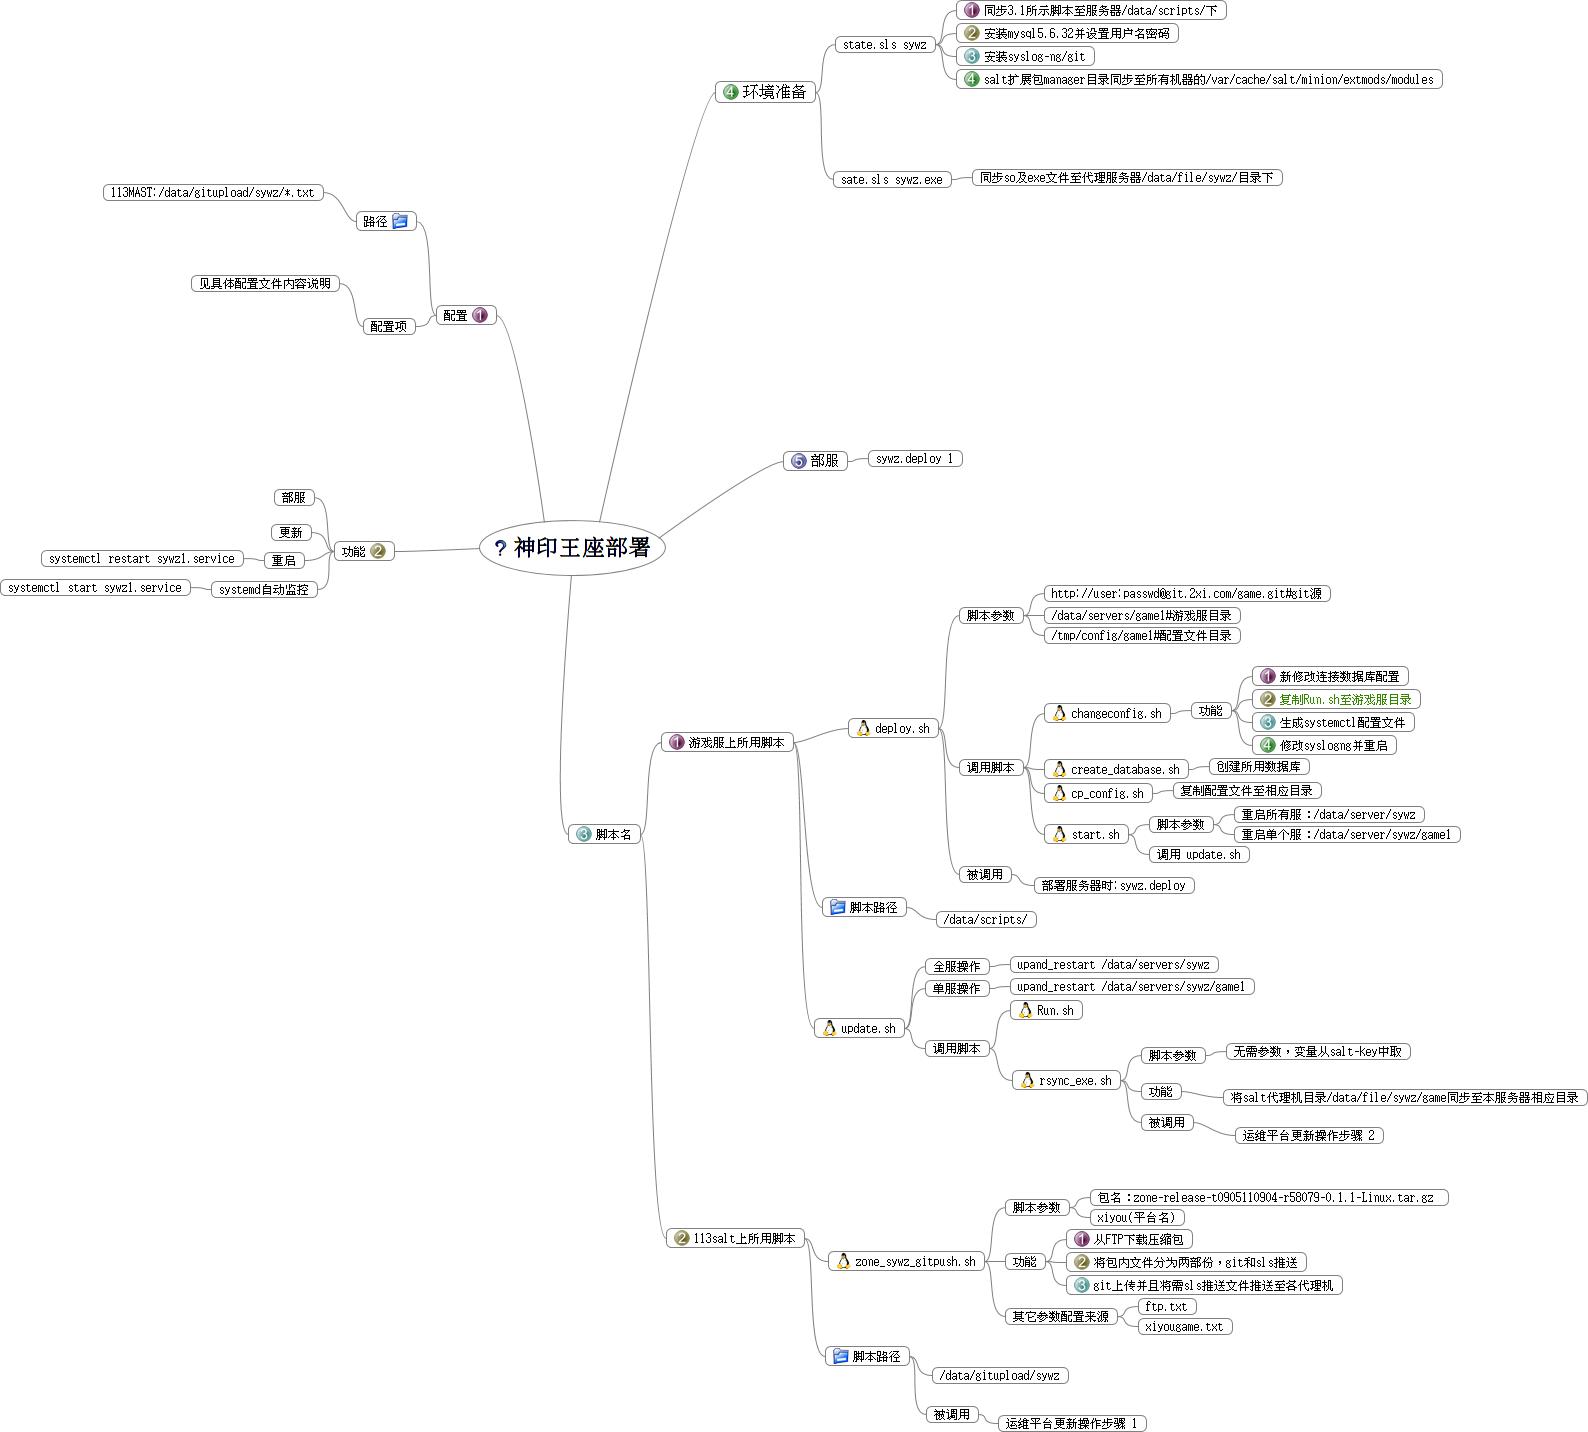 神印王座部署
1 配置
路径
113MAST:/data/gitupload/sywz/*.txt
配置项
见具体配置文件内容说明
2 功能
部服
更新
重启
systemctl restart sywz1.service
systemd自动监控
systemctl start sywz1.service
3 脚本名
1 游戏服上所用脚本
deploy.sh
脚本参数
http://user:passwd@git.2xi.com/game.git#git源
/data/servers/game1#游戏服目录
/tmp/config/game1#配置文件目录
调用脚本
changeconfig.sh
功能
1 新修改连接数据库配置
2 复制Run.sh至游戏服目录
3 生成systemctl配置文件
4 修改syslogng并重启
create_database.sh
创建所用数据库
cp_config.sh
复制配置文件至相应目录
start.sh
脚本参数
重启所有服：/data/server/sywz
重启单个服：/data/server/sywz/game1
调用 update.sh
被调用
部署服务器时:sywz.deploy
脚本路径
/data/scripts/
update.sh
全服操作
upand_restart /data/servers/sywz
单服操作
upand_restart /data/servers/sywz/game1
调用脚本
Run.sh
rsync_exe.sh
脚本参数
无需参数，变量从salt-key中取
功能
将salt代理机目录/data/file/sywz/game同步至本服务器相应目录
被调用
运维平台更新操作步骤 2
2 113salt上所用脚本
zone_sywz_gitpush.sh
脚本参数
包名：zone-release-t0905110904-r58079-0.1.1-Linux.tar.gz
xiyou(平台名)
功能
1 从FTP下载压缩包
2 将包内文件分为两部份，git和sls推送
3 git上传并且将需sls推送文件推送至各代理机
其它参数配置来源
ftp.txt
xiyougame.txt
脚本路径
/data/gitupload/sywz
被调用
运维平台更新操作步骤 1
4 环境准备
state.sls sywz
1 同步3.1所示脚本至服务器/data/scripts/下
2 安装mysql5.6.32并设置用户名密码
3 安装syslog-ng/git
4 salt扩展包manager目录同步至所有机器的/var/cache/salt/minion/extmods/modules
sate.sls sywz.exe
同步so及exe文件至代理服务器/data/file/sywz/目录下
5 部服
sywz.deploy 1